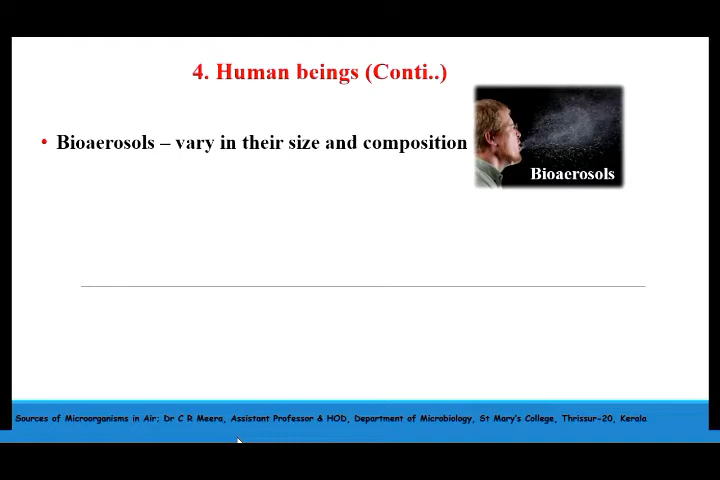 4. Human beings (Conti..)
• Bioaerosols – vary in their size and composition
Bioaerosols
Sources of Microorganisms in Air; Dr C R Meera, Assistant Professor & HOD, Department of Microbiology, St Mary's College, Thrissur-20, Kerala